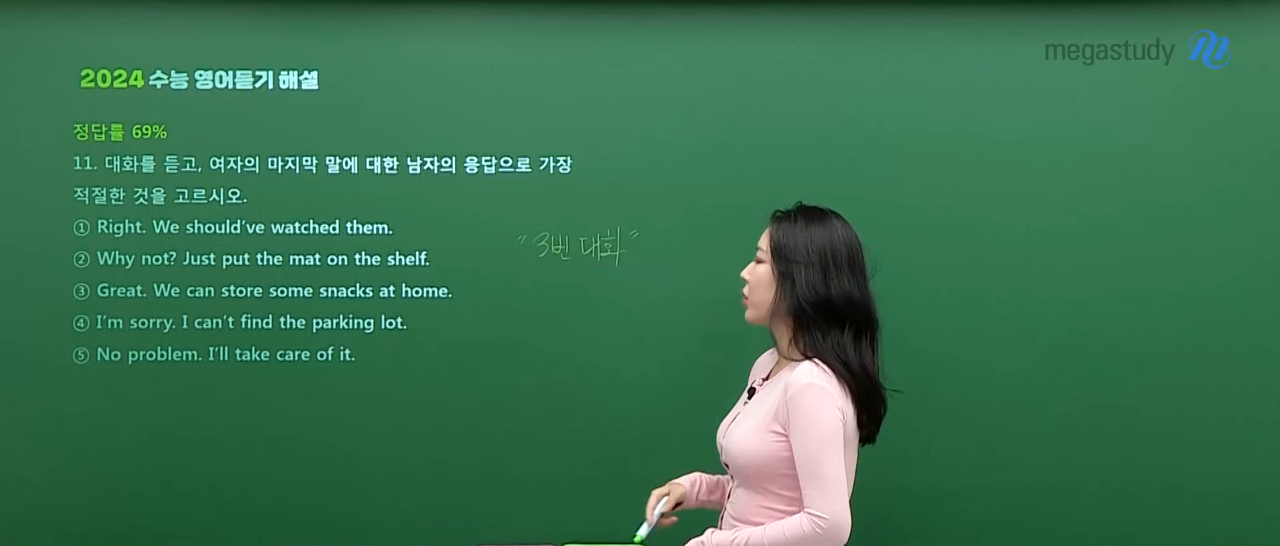 megastudy
2024 수능 영어듣기 해설
정답률 69%
11. 대화를 듣고, 여자의 마지막 말에 대한 남자의 응답으로 가장
적절한 것을 고르시오.
① Right. We should’ve watched them.
② Why not? Just put the mat on the shelf.
③ Great. We can store some snacks at home.
④ I’m sorry. I can’t find the parking lot.
⑤ No problem. I’ll take care of it.
“3번 대화”